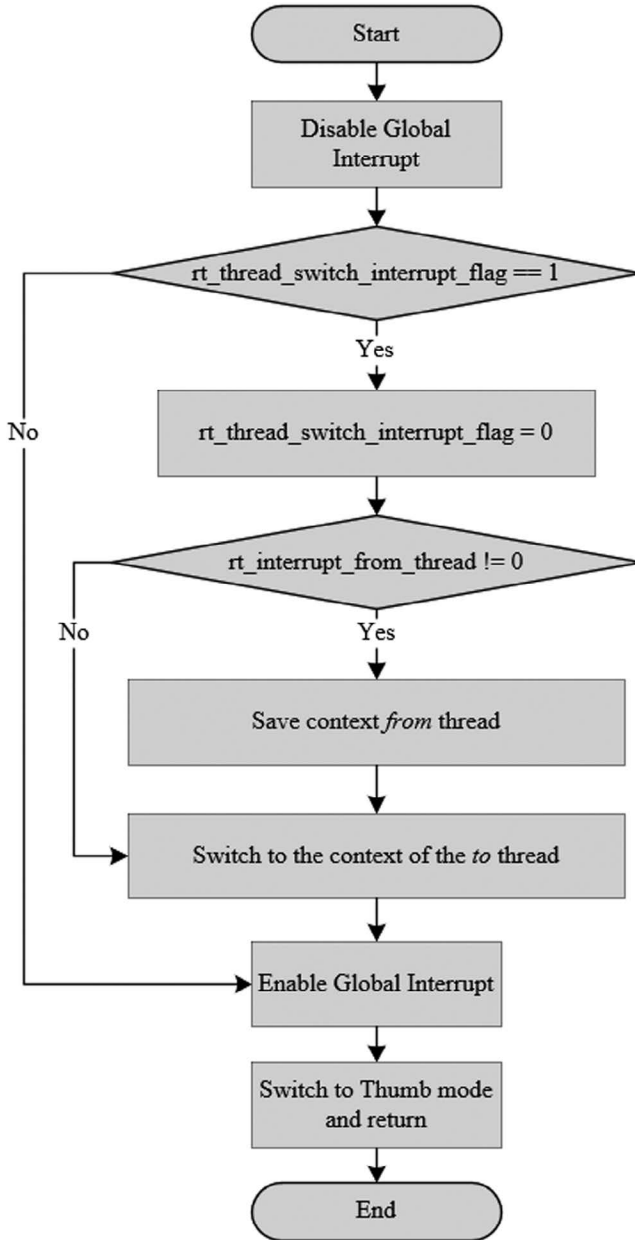 Start
Disable Global
Interrupt
rt_thread_switch_interrupt_flag == 1
Yes
No
rt_thread_switch_interrupt_flag = 0
rt_interrupt_from_thread != 0
No
Yes
Save context from thread
Switch to the context of the to thread
Enable Global Interrupt
Switch to Thumb mode
and return
End